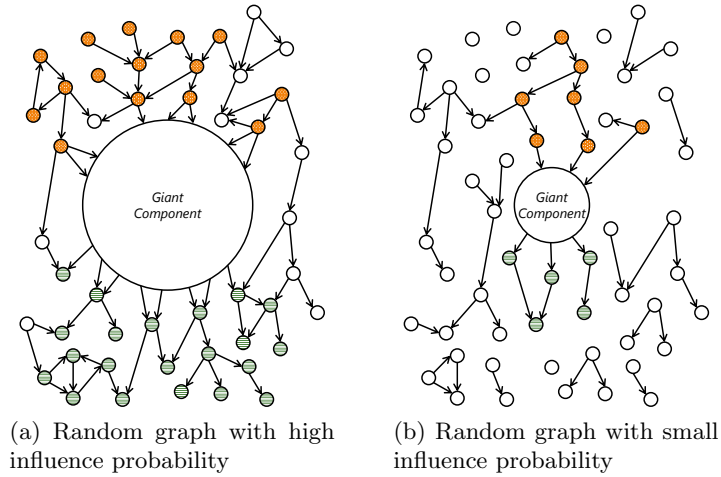 Giant
Component
Giant
Component
(a) Random graph with high
influence probability
(b) Random graph with small
influence probability